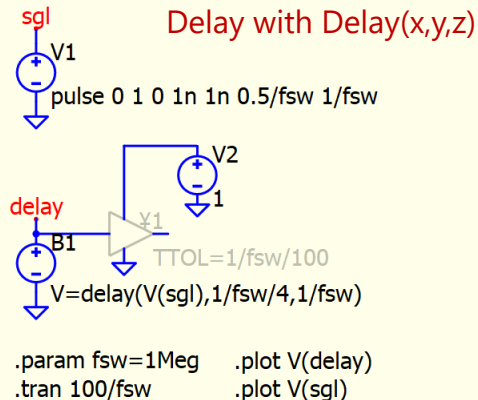 sgl
Delay with Delay(x,y,z)
V1
pulse 0 1 0 1n 1n 0.5/fsw 1/fsw
V2
1
delay
¥1
B1
TTOL=1/fsw/100
V=delay(V(sgl),1/fsw/4,1/fsw)
.param fsw=1Meg .plot V(delay)
.tran 100/fsw .plot V(sgl)